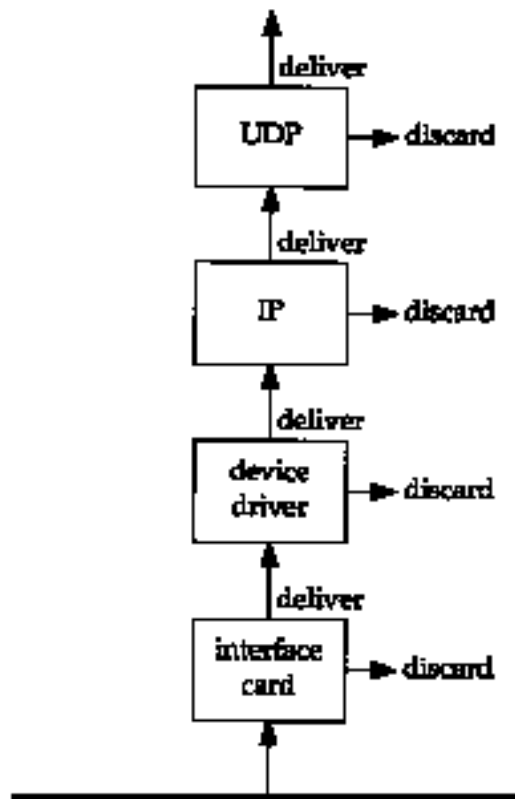 deliver
UDP
discard
deliver
IP
discard
deliver
device
driver
discard
deliver
interface
card
discard